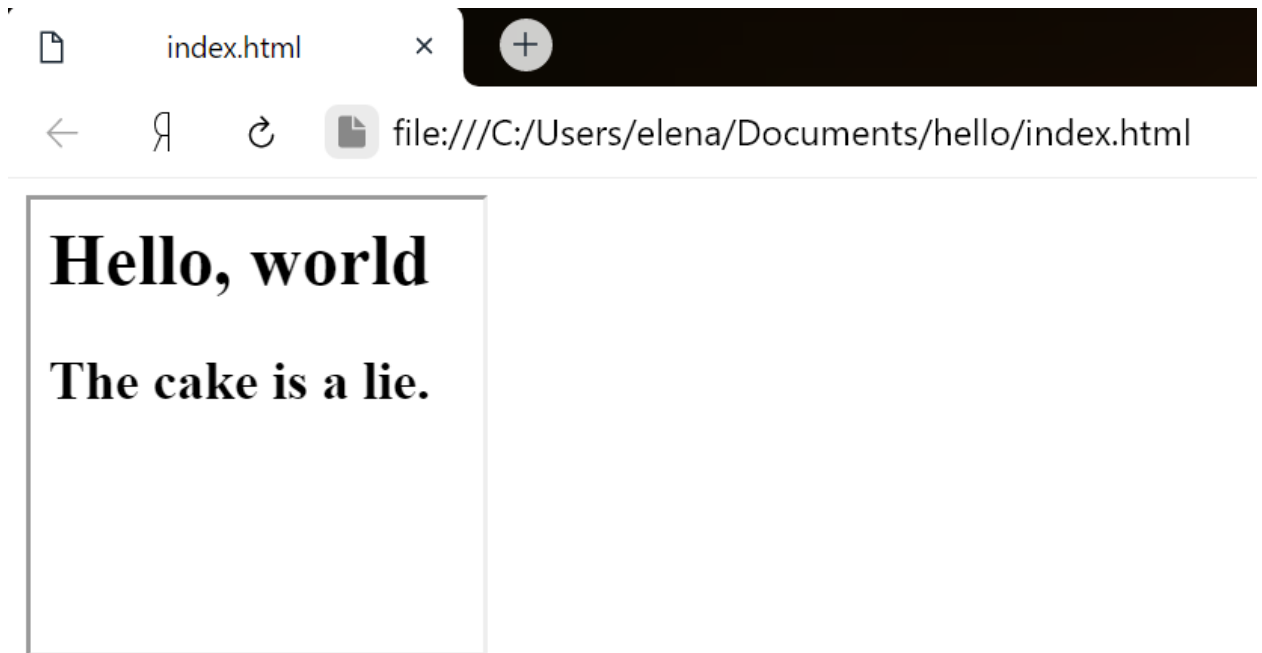 index.html
Я
file:///C:/Users/elena/Documents/hello/index.html
Hello, world
The cake is a lie.